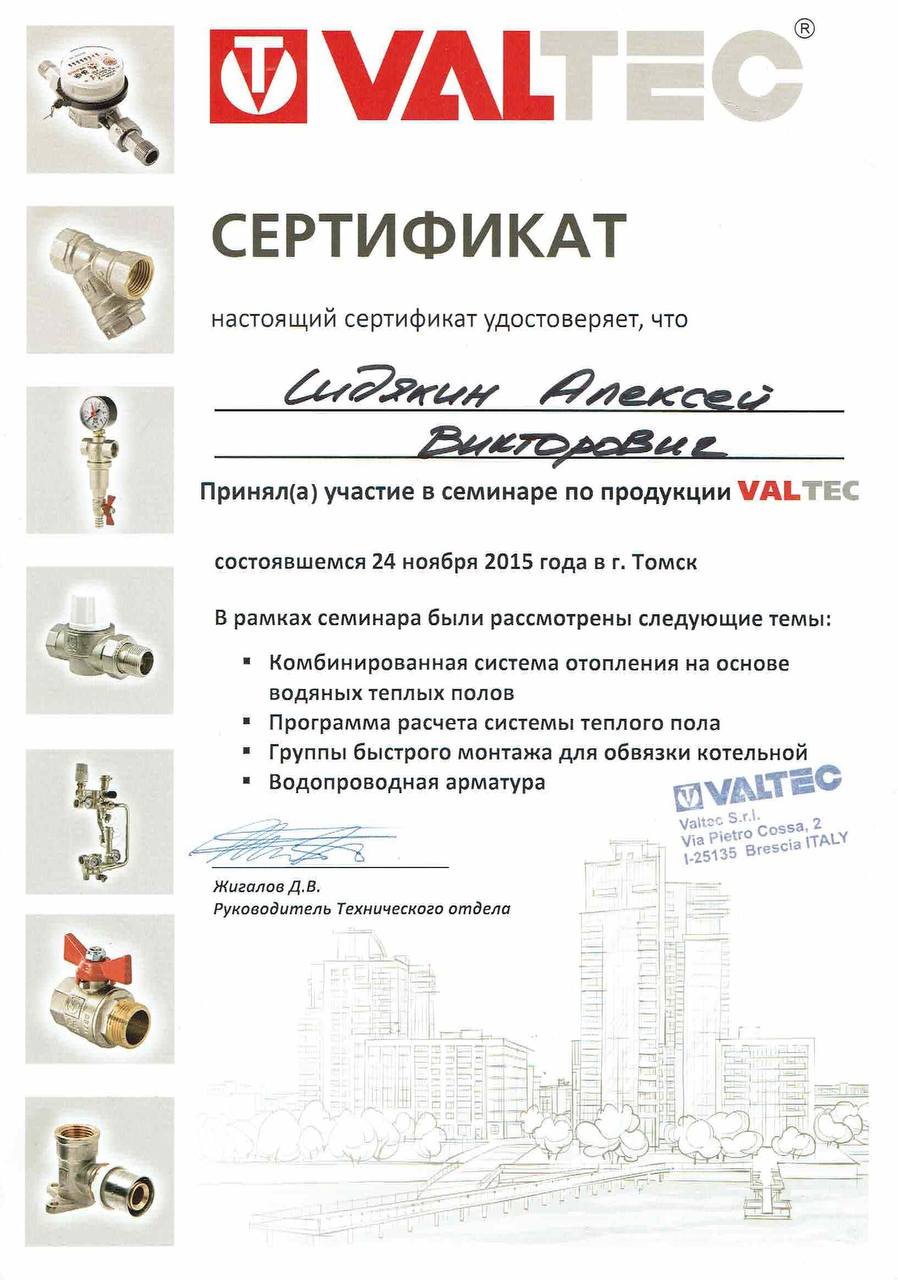 VALTEC®
СЕРТИФИКАТ
настоящий сертификат удостоверяет, что
Шидякин Алексей
Викторович
Принял(а) участие в семинаре по продукции VALTEC
состоявшемся 24 ноября 2015 года в г. Томск
В рамках семинара были рассмотрены следующие темы:
▪ Комбинированная система отопления на основе
водяных теплых полов
▪ Программа расчета системы теплого пола
▪ Группы быстрого монтажа для обвязки котельной
▪ Водопроводная арматура
VALTEC
Valtec S.r.l.
Via Pietro Cossa, 2
I-25135 Brescia ITALY
Жигалов Д.В.
Руководитель Технического отдела